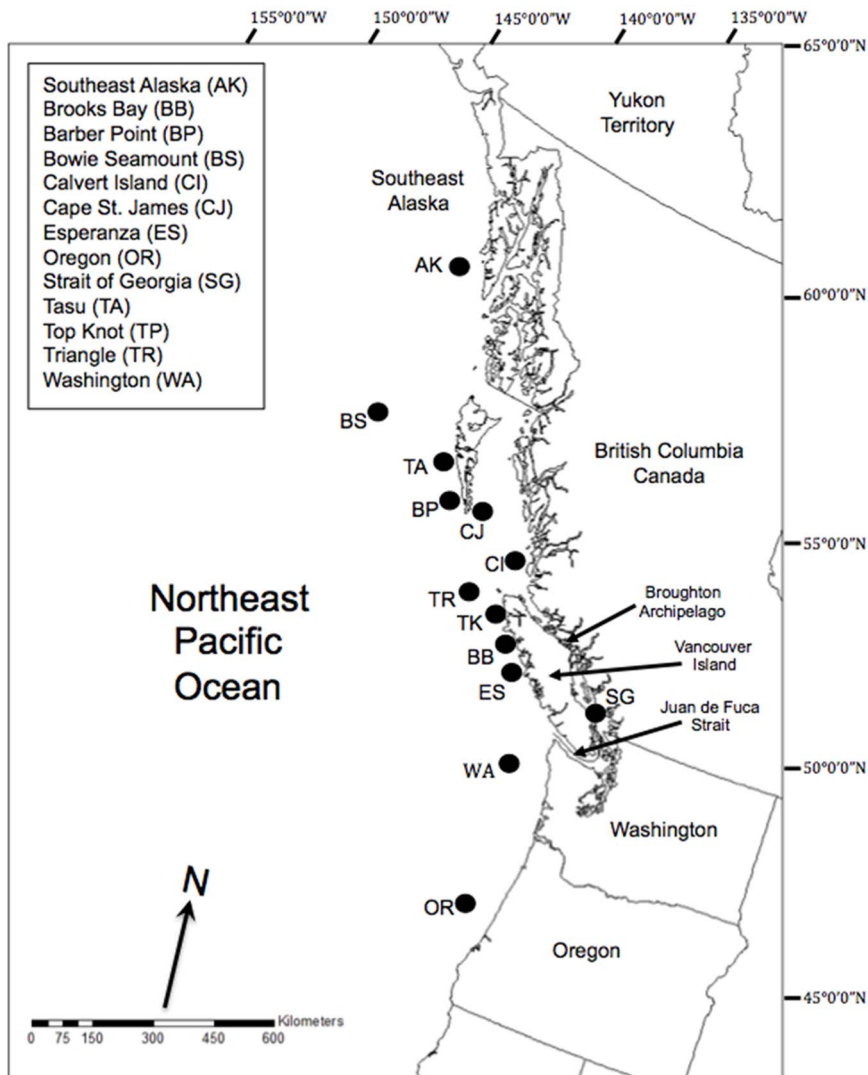 155°0'0"W 150°0'0"W 145°0'0"W 140°0'0"W 135°0'0"W
65°0'0"N
Southeast Alaska (AK)
Brooks Bay (BB)
Barber Point (BP)
Bowie Seamount (BS)
Calvert Island (CI)
Cape St. James (CJ)
Esperanza (ES)
Oregon (OR)
Strait of Georgia (SG)
Tasu (TA)
Top Knot (TP)
Triangle (TR)
Washington (WA)
Yukon
Territory
Southeast
Alaska
AK
60°0'0"N
BS
TA
British Columbia
Canada
BP
CJ
55°0'0"N
CI
TR
Northeast
Pacific
Ocean
Broughton
Archipelago
TK
BB
Vancouver
Island
ES
SG
Juan de Fuca
Strait
WA
50°0'0"N
Washington
N
OR
Oregon
45°0'0"N
Kilometers
0 75 150 300 450 600